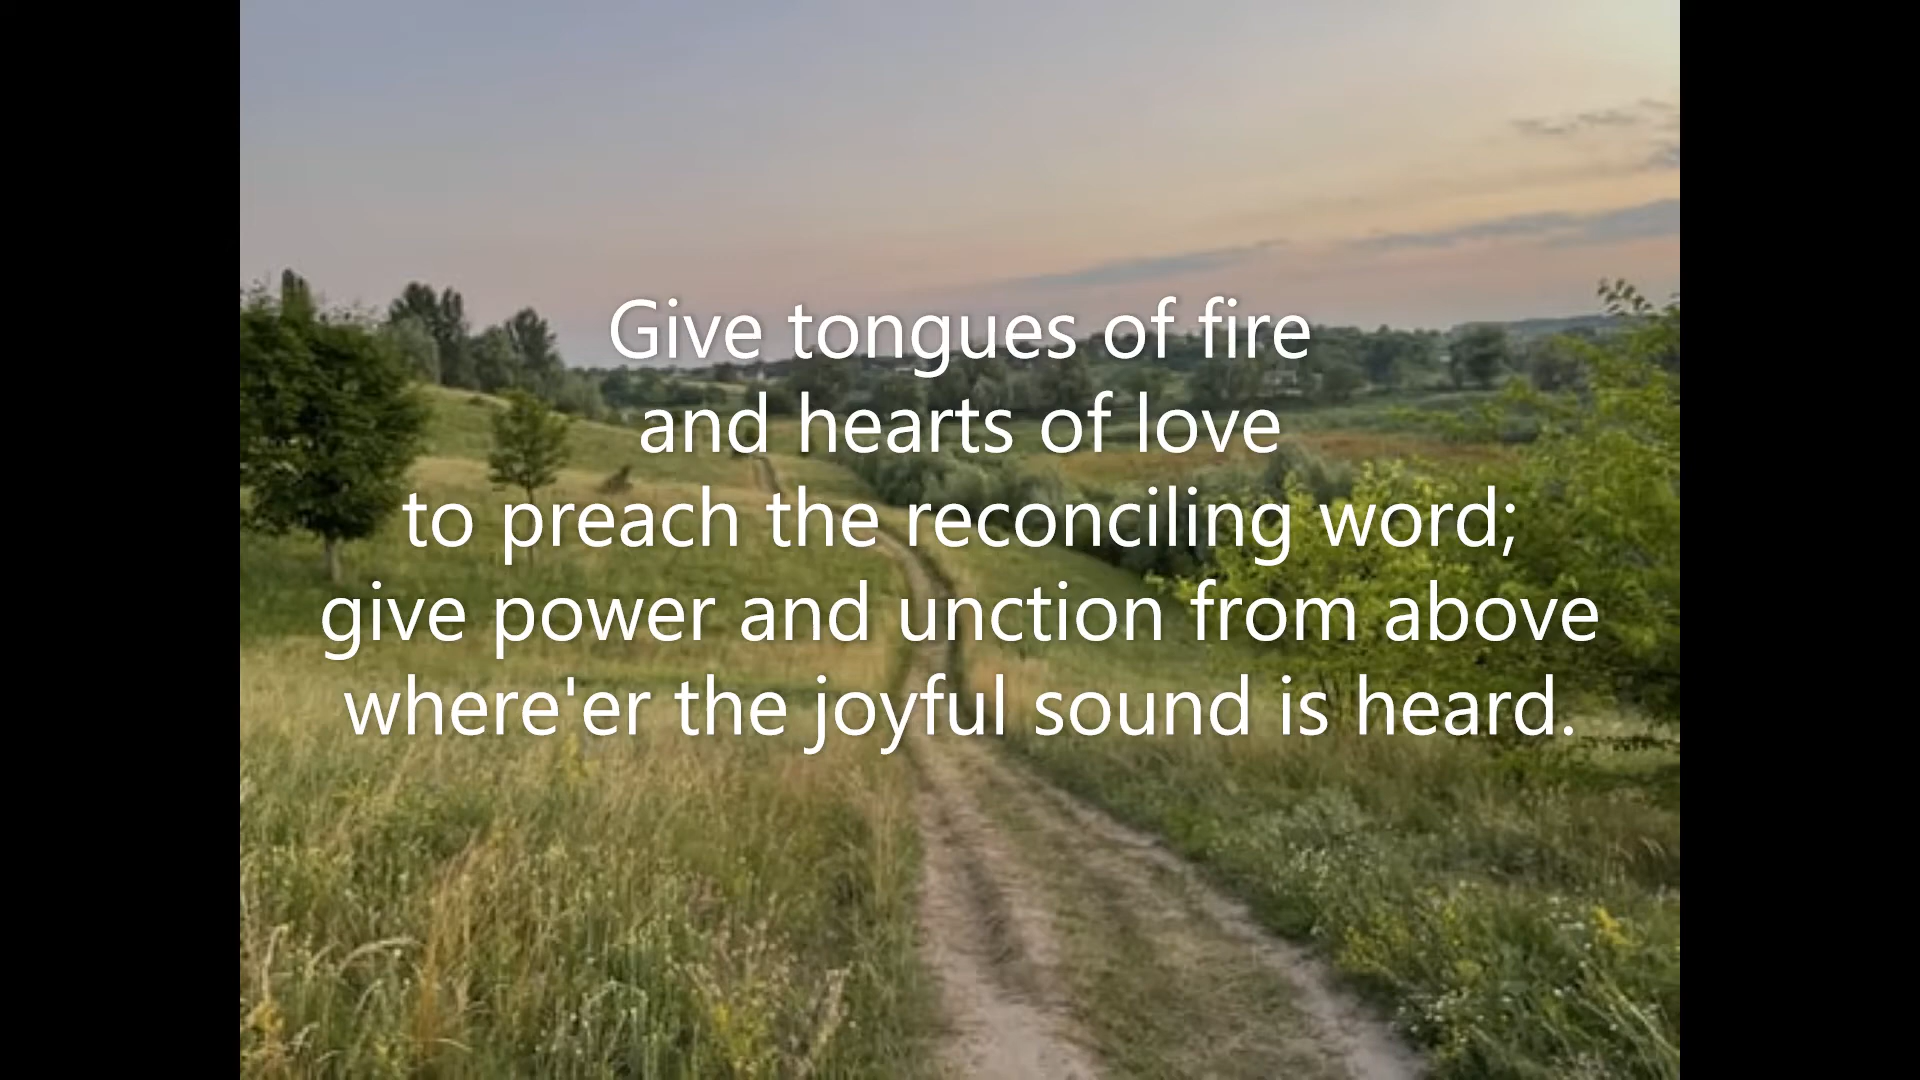 Give tongues of fire
and hearts of love
to preach the reconciling word;
give power and unction from above
where'er the joyful sound is heard.